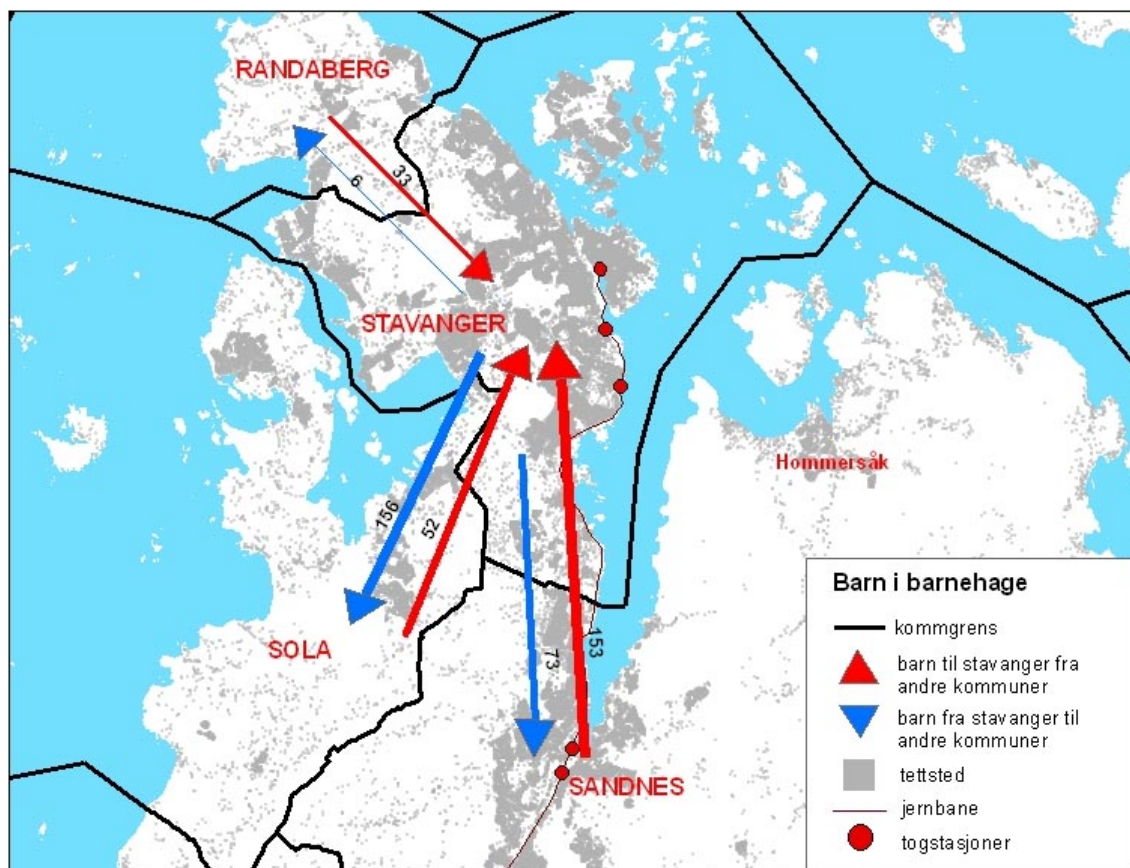 RANDABERG
33
6
STAVANGER
Hommersåk
156
52
SOLA
73
153
SANDNES
Barn i barnehage
kommgrens
barn til stavanger fra
andre kommuner
barn fra stavanger til
andre kommuner
tettsted
jernbane
togstasjoner